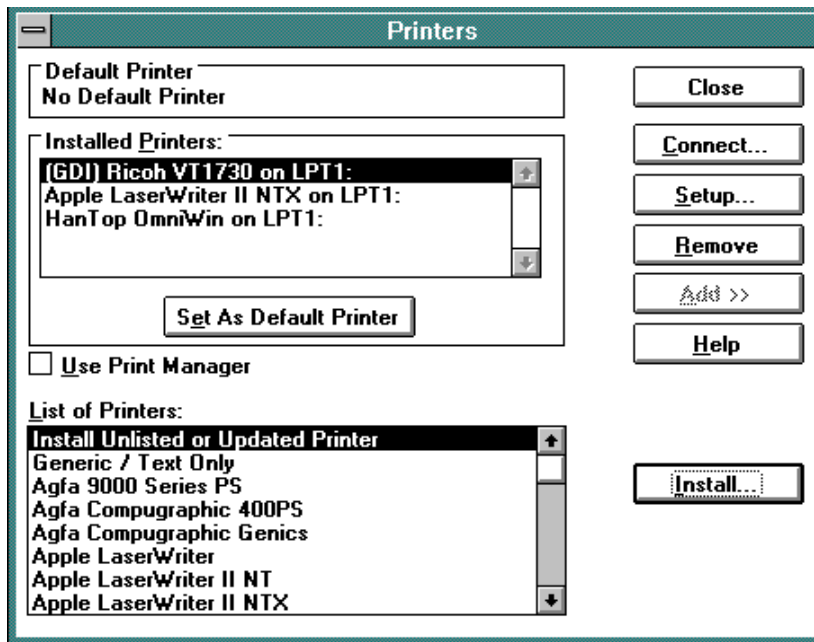 Printers
Default Printer
No Default Printer
Installed Printers:
(GDI) Ricoh VT1730 on LPT1:
Apple LaserWriter II NTX on LPT1:
HanTop OmniWin on LPT1:
Set As Default Printer
Use Print Manager
List of Printers:
Install Unlisted or Updated Printer
Generic / Text Only
Agfa 9000 Series PS
Agfa Compugraphic 400PS
Agfa Compugraphic Genics
Apple LaserWriter
Apple LaserWriter II NT
Apple LaserWriter II NTX
Close
Connect...
Setup...
Remove
Add >>
Help
Install...